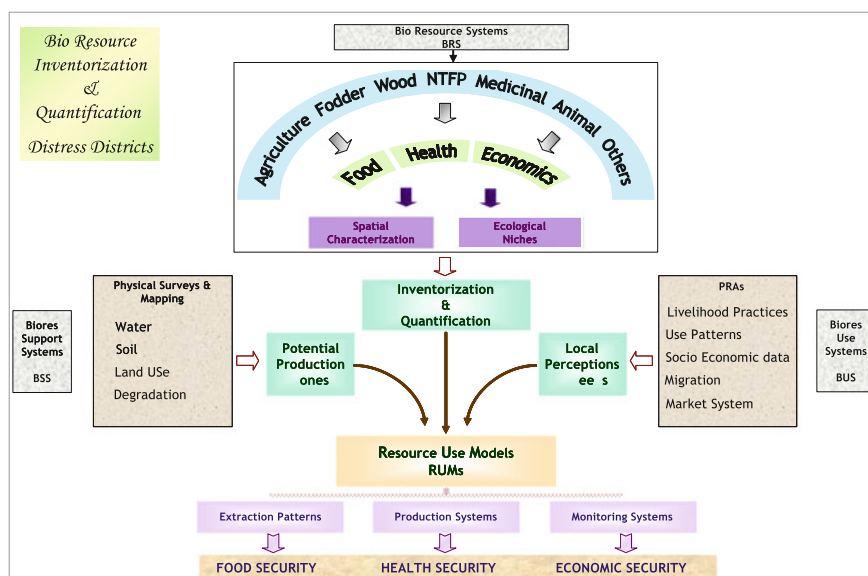 Bio Resource
Inventorization
&
Quantification
Distress Districts
Bio Resource Systems
BRS
Agriculture Fodder Wood NTFP Medicinal Animal Others
Food Health Economics
Spatial
Characterization
Ecological
Niches
Physical Surveys &
Mapping
Water
Soil
Land USe
Degradation
Biores
Support
Systems
BSS
Inventorization
&
Quantification
Potential
Production
ones
Local
Perceptions
ee s
PRAs
Livelihood Practices
Use Patterns
Socio Economic data
Migration
Market System
Biores
Use
Systems
BUS
Resource Use Models
RUMs
Extraction Patterns
Production Systems
Monitoring Systems
FOOD SECURITY
HEALTH SECURITY
ECONOMIC SECURITY